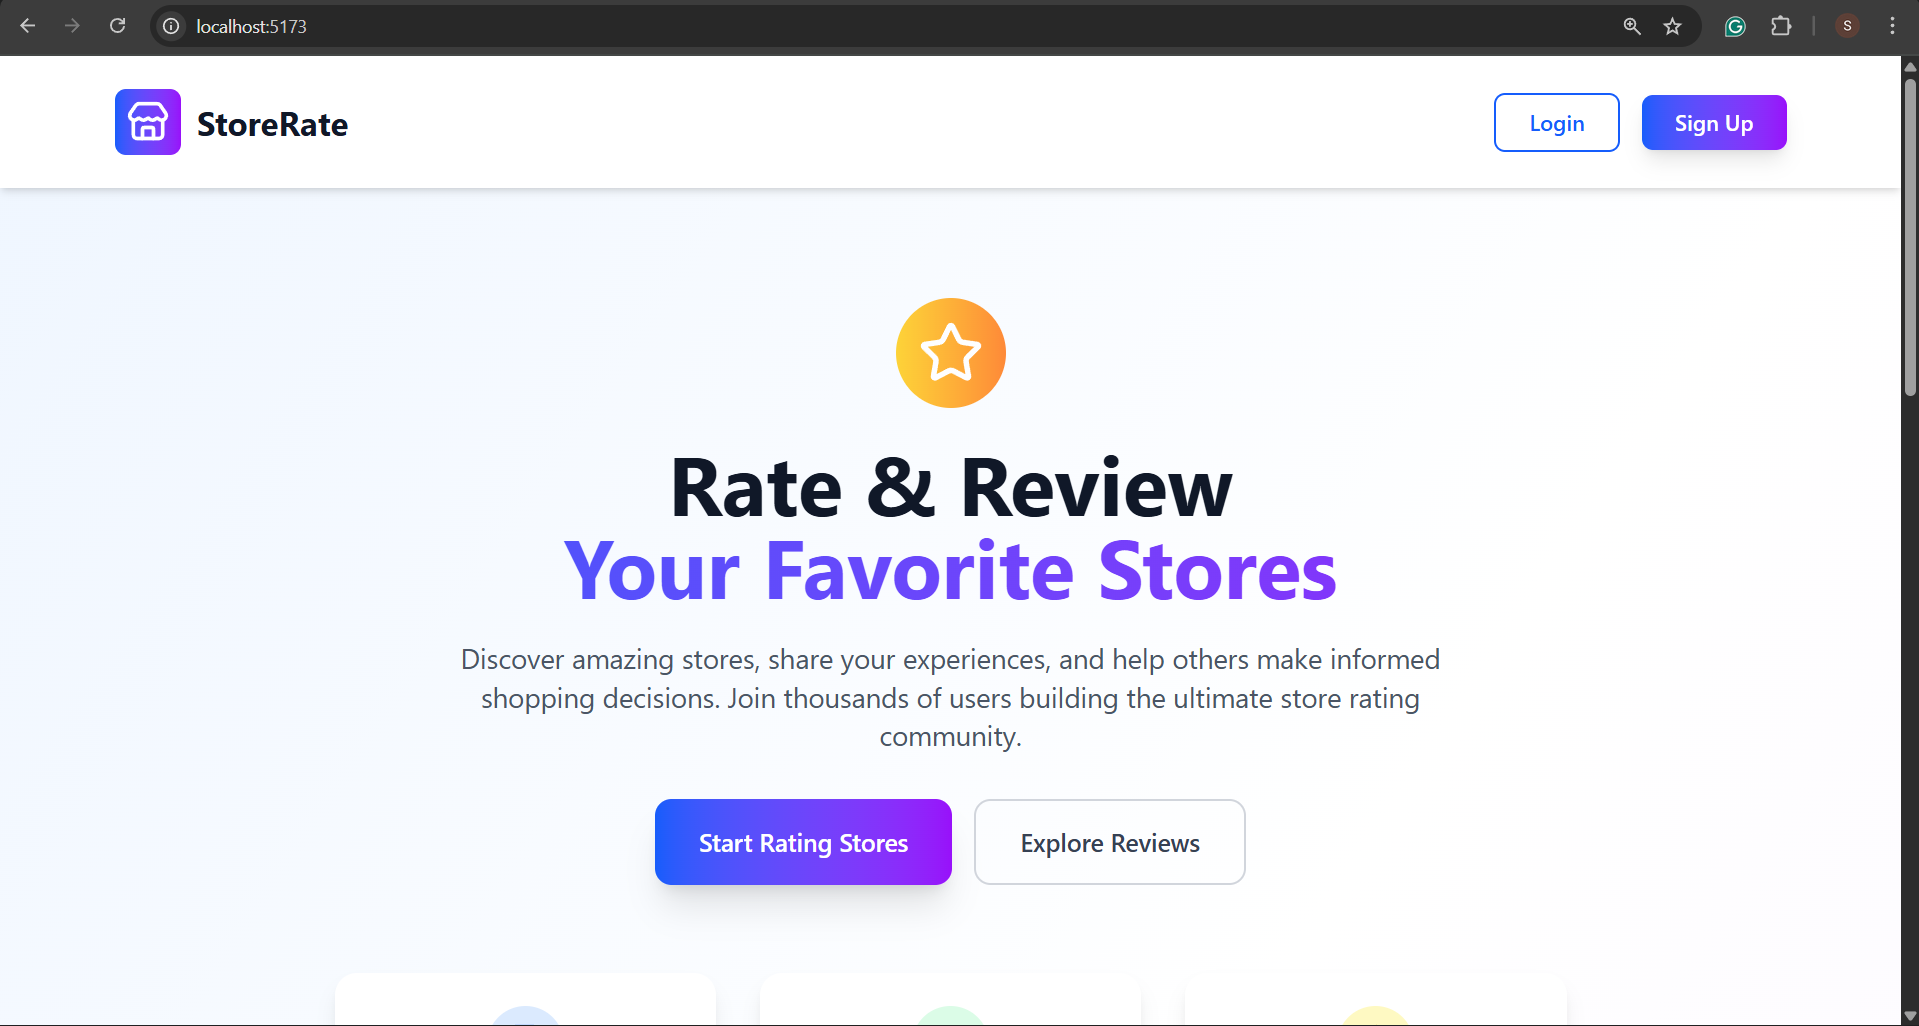 localhost:5173
S
StoreRate
Login
Sign Up
Rate & Review
Your Favorite Stores
Discover amazing stores, share your experiences, and help others make informed
shopping decisions. Join thousands of users building the ultimate store rating
community.
Start Rating Stores
Explore Reviews